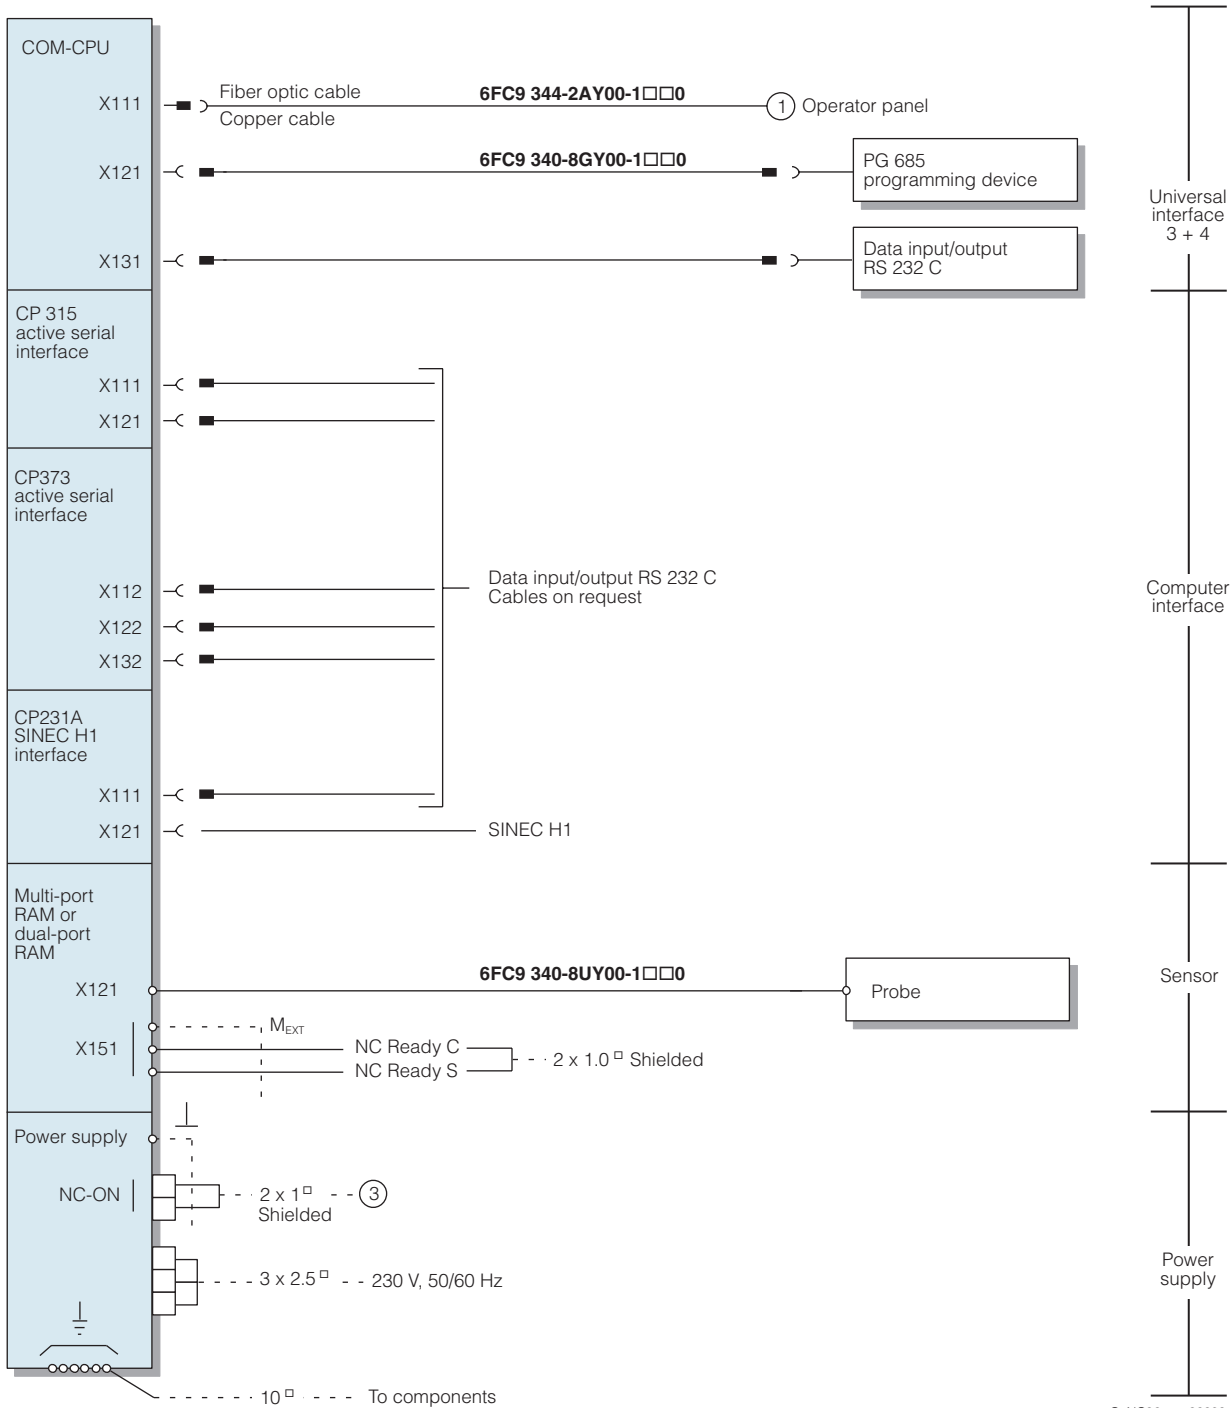 COM-CPU
X111
Fiber optic cable
Copper cable
6FC9 344-2AY00-1□□0
1 Operator panel
X121
6FC9 340-8GY00-1□□0
PG 685
programming device
X131
Data input/output
RS 232 C
Universal
interface
3 + 4
CP 315
active serial
interface
X111
X121
CP373
active serial
interface
X112
X122
X132
Data input/output RS 232 C
Cables on request
Computer
interface
CP231A
SINEC H1
interface
X111
X121
SINEC H1
Multi-port
RAM or
dual-port
RAM
X121
6FC9 340-8UY00-1□□0
Probe
Sensor
X151
MEXT
NC Ready C
NC Ready S
2 x 1.0 □ Shielded
Power supply
NC-ON
2 x 1 □
Shielded
3
3 x 2.5 □
230 V, 50/60 Hz
Power
supply
10 □
To components